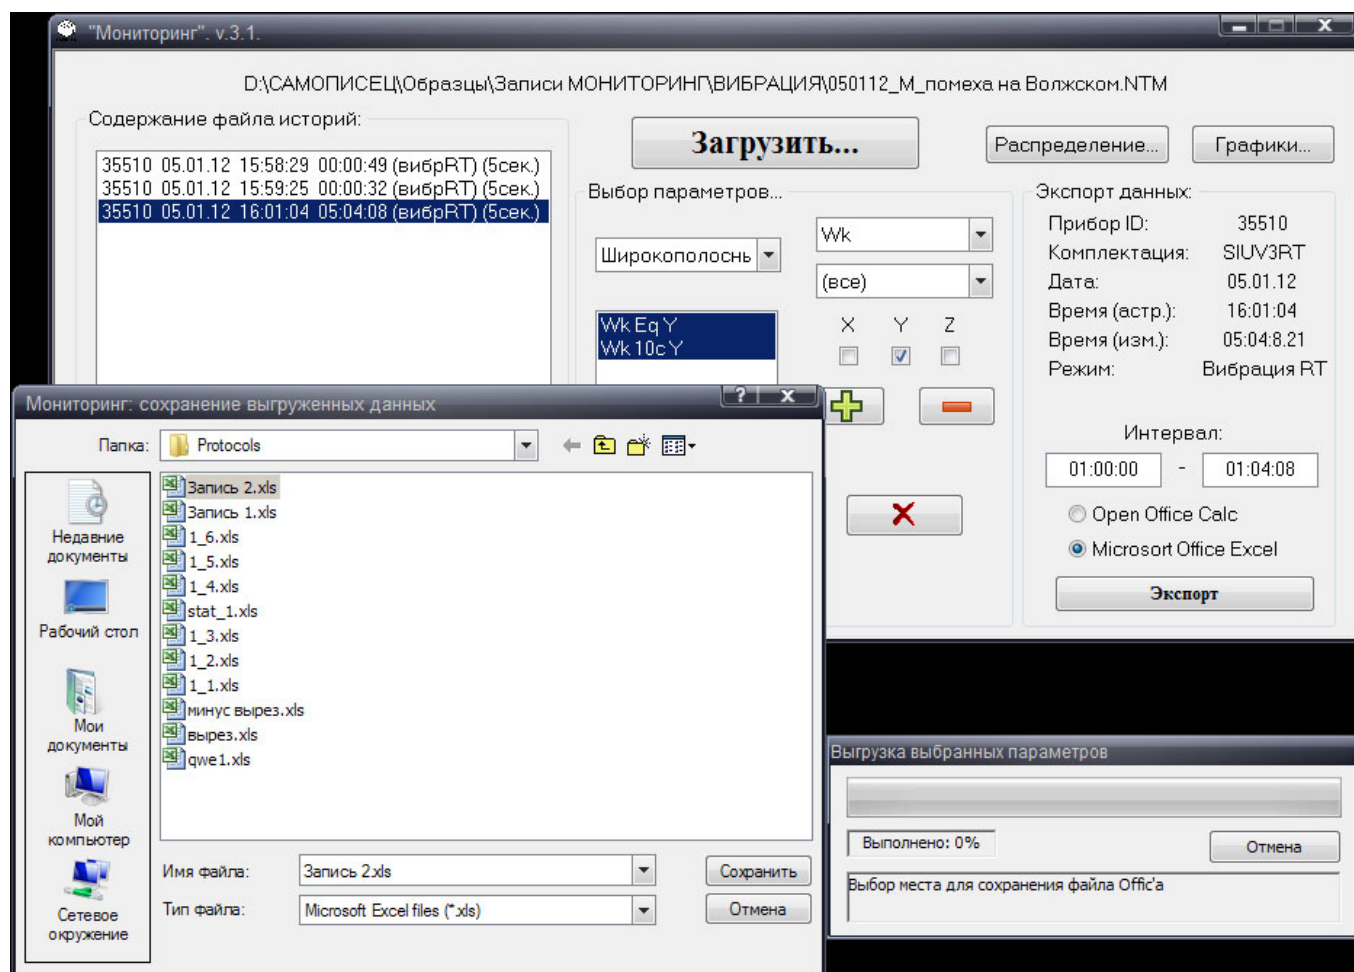 "Мониторинг". v.3.1.
D:\САМОПИСЕЦ\Образцы\Записи МОНИТОРИНГ\ВИБРАЦИЯ\050112_М_помеха на Волжском.NTM
Содержание файла историй:
35510 05.01.12 15:58:29 00:00:49 (вибрRT) (5сек.)
35510 05.01.12 15:59:25 00:00:32 (вибрRT) (5сек.)
35510 05.01.12 16:01:04 05:04:08 (вибрRT) (5сек.)
Загрузить...
Распределение...
Графики...
Выбор параметров...
Широкополоснь
Wk
(все)
Wk Eq Y
Wk 10c Y
X Y Z
Экспорт данных:
Прибор ID: 35510
Комплектация: SIUV3RT
Дата: 05.01.12
Время (астр.): 16:01:04
Время (изм.): 05:04:8.21
Режим: Вибрация RT
Интервал:
01:00:00 - 01:04:08
Open Office Calc
Microsort Office Excel
Экспорт
Мониторинг: сохранение выгруженных данных
Папка: Protocols
Недавние документы
Рабочий стол
Мои документы
Мой компьютер
Сетевое окружение
Запись 2.xls
Запись 1.xls
1_6.xls
1_5.xls
1_4.xls
stat_1.xls
1_3.xls
1_2.xls
1_1.xls
минус вырез.xls
вырез.xls
qwe1.xls
Имя файла: Запись 2.xls
Сохранить
Тип файла: Microsoft Excel files (*.xls)
Отмена
Выгрузка выбранных параметров
Выполнено: 0%
Отмена
Выбор места для сохранения файла Offic'a